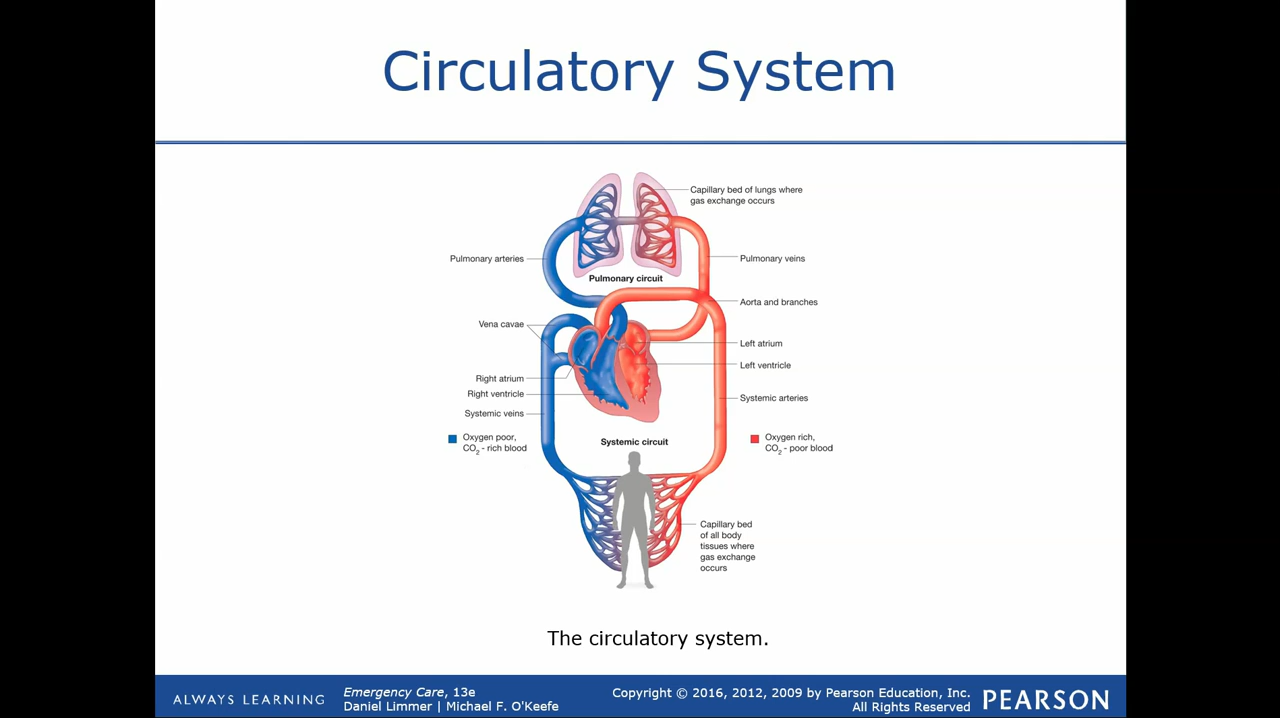 Circulatory System
Capillary bed of lungs where
gas exchange occurs
Pulmonary arteries
Pulmonary veins
Pulmonary circuit
Aorta and branches
Vena cavae
Left atrium
Left ventricle
Right atrium
Right ventricle
Systemic arteries
Systemic veins
Oxygen poor,
CO2 - rich blood
Systemic circuit
Oxygen rich,
CO2 - poor blood
Capillary bed
of all body
tissues where
gas exchange
occurs
The circulatory system.
ALWAYS LEARNING
Emergency Care, 13e
Daniel Limmer | Michael F. O'Keefe
Copyright © 2016, 2012, 2009 by Pearson Education, Inc.
All Rights Reserved
PEARSON